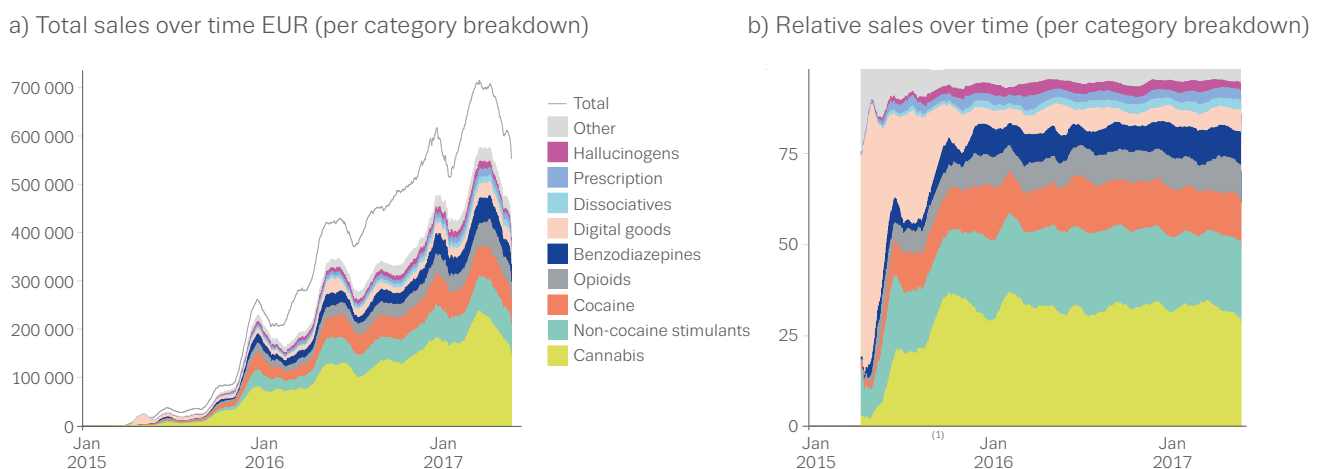 a) Total sales over time EUR (per category breakdown)
700 000
600 000
500 000
400 000
300 000
200 000
100 000
0
Jan
2015
Jan
2016
Jan
2017
Total
Other
Hallucinogens
Prescription
Dissociatives
Digital goods
Benzodiazepines
Opioids
Cocaine
Non-cocaine stimulants
Cannabis
b) Relative sales over time (per category breakdown)
75
50
25
0
Jan
2015
(1)
Jan
2016
Jan
2017